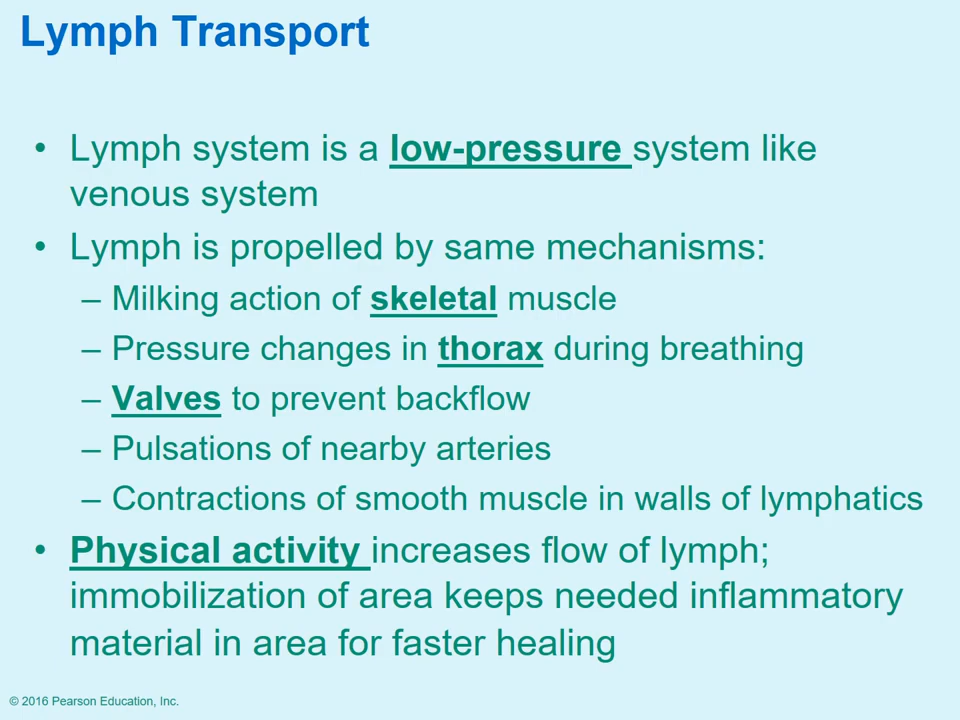 Lymph Transport
• Lymph system is a low-pressure system like
venous system
• Lymph is propelled by same mechanisms:
– Milking action of skeletal muscle
– Pressure changes in thorax during breathing
– Valves to prevent backflow
– Pulsations of nearby arteries
– Contractions of smooth muscle in walls of lymphatics
• Physical activity increases flow of lymph;
immobilization of area keeps needed inflammatory
material in area for faster healing
© 2016 Pearson Education, Inc.